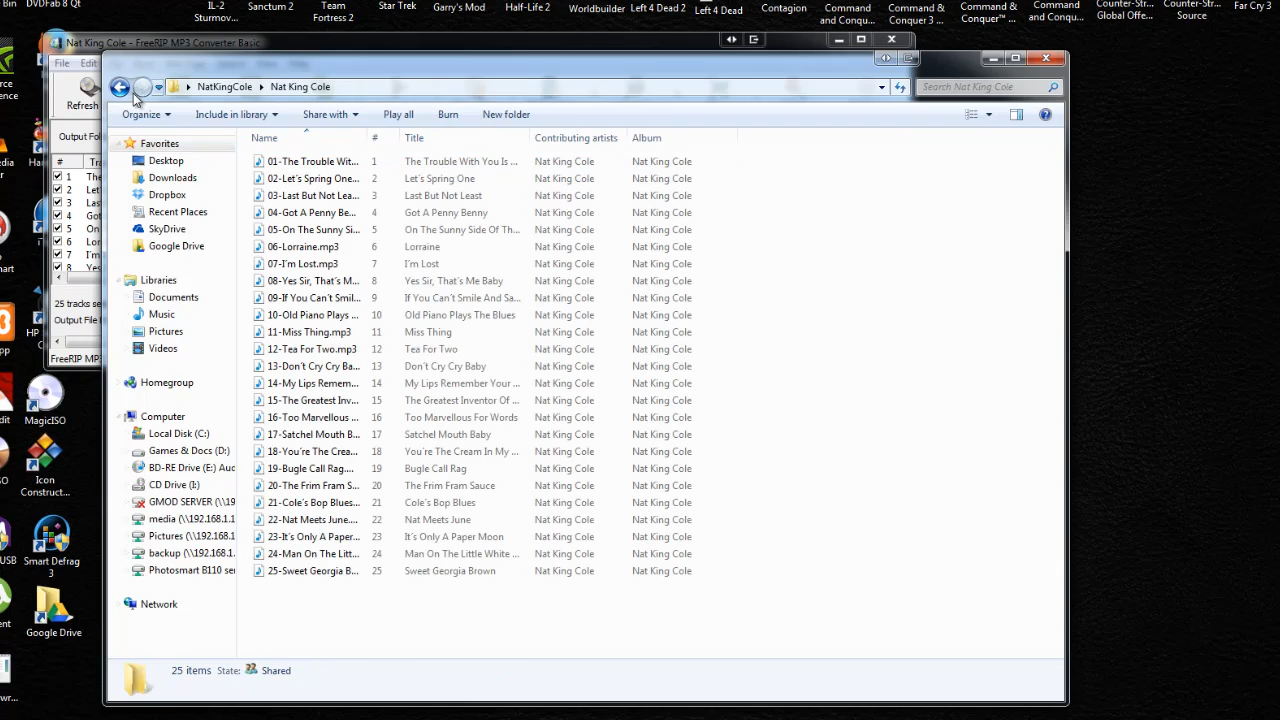 Bin
DVDFab 8 Qt
IL-2
Sturmov...
Sanctum 2
Team
Fortress 2
Star Trek
Garry's Mod
Half-Life 2
Worldbuilder
Left 4 Dead 2
Left 4 Dead
Contagion
Command
and Conqu...
Command &
Conquer 3 ...
Command &
Conquer™ ...
Command
and Conqu...
Counter-Str...
Global Offe...
Counter-Str...
Source
Far Cry 3
Nat King Cole - FreeRIP MP3 Converter Basic
File Edit
Refresh
Output Fold
# Tra
1 The
2 Let
3 Las
4 Got
5 On
6 Lor
7 I'm
8 Yes
25 tracks se
Output File I
FreeRIP MP3
NatKingCole
Nat King Cole
Search Nat King Cole
Organize
Include in library
Share with
Play all
Burn
New folder
Name # Title Contributing artists Album
01-The Trouble Wit... 1 The Trouble With You Is ... Nat King Cole Nat King Cole
02-Let´s Spring One... 2 Let´s Spring One Nat King Cole Nat King Cole
03-Last But Not Lea... 3 Last But Not Least Nat King Cole Nat King Cole
04-Got A Penny Be... 4 Got A Penny Benny Nat King Cole Nat King Cole
05-On The Sunny Si... 5 On The Sunny Side Of Th... Nat King Cole Nat King Cole
06-Lorraine.mp3 6 Lorraine Nat King Cole Nat King Cole
07-I´m Lost.mp3 7 I´m Lost Nat King Cole Nat King Cole
08-Yes Sir, That´s M... 8 Yes Sir, That´s Me Baby Nat King Cole Nat King Cole
09-If You Can´t Smil... 9 If You Can´t Smile And Sa... Nat King Cole Nat King Cole
10-Old Piano Plays ... 10 Old Piano Plays The Blues Nat King Cole Nat King Cole
11-Miss Thing.mp3 11 Miss Thing Nat King Cole Nat King Cole
12-Tea For Two.mp3 12 Tea For Two Nat King Cole Nat King Cole
13-Don´t Cry Cry Ba... 13 Don´t Cry Cry Baby Nat King Cole Nat King Cole
14-My Lips Remem... 14 My Lips Remember Your ... Nat King Cole Nat King Cole
15-The Greatest Inv... 15 The Greatest Inventor Of ... Nat King Cole Nat King Cole
16-Too Marvellous ... 16 Too Marvellous For Words Nat King Cole Nat King Cole
17-Satchel Mouth B... 17 Satchel Mouth Baby Nat King Cole Nat King Cole
18-You´re The Crea... 18 You´re The Cream In My ... Nat King Cole Nat King Cole
19-Bugle Call Rag.... 19 Bugle Call Rag Nat King Cole Nat King Cole
20-The Frim Fram S... 20 The Frim Fram Sauce Nat King Cole Nat King Cole
21-Cole´s Bop Blues... 21 Cole´s Bop Blues Nat King Cole Nat King Cole
22-Nat Meets June.... 22 Nat Meets June Nat King Cole Nat King Cole
23-It´s Only A Paper... 23 It´s Only A Paper Moon Nat King Cole Nat King Cole
24-Man On The Litt... 24 Man On The Little White ... Nat King Cole Nat King Cole
25-Sweet Georgia B... 25 Sweet Georgia Brown Nat King Cole Nat King Cole
Favorites
Desktop
Downloads
Dropbox
Recent Places
SkyDrive
Google Drive
Libraries
Documents
Music
Pictures
Videos
Homegroup
Computer
Local Disk (C:)
Games & Docs (D:)
BD-RE Drive (E:) Aud
CD Drive (I:)
GMOD SERVER (\\19
media (\\192.168.1.1
Pictures (\\192.168.1
backup (\\192.168.1.
Photosmart B110 ser
Network
25 items State: Shared
MagicISO
Icon
Construct...
Smart Defrag
3
Google Drive
HP